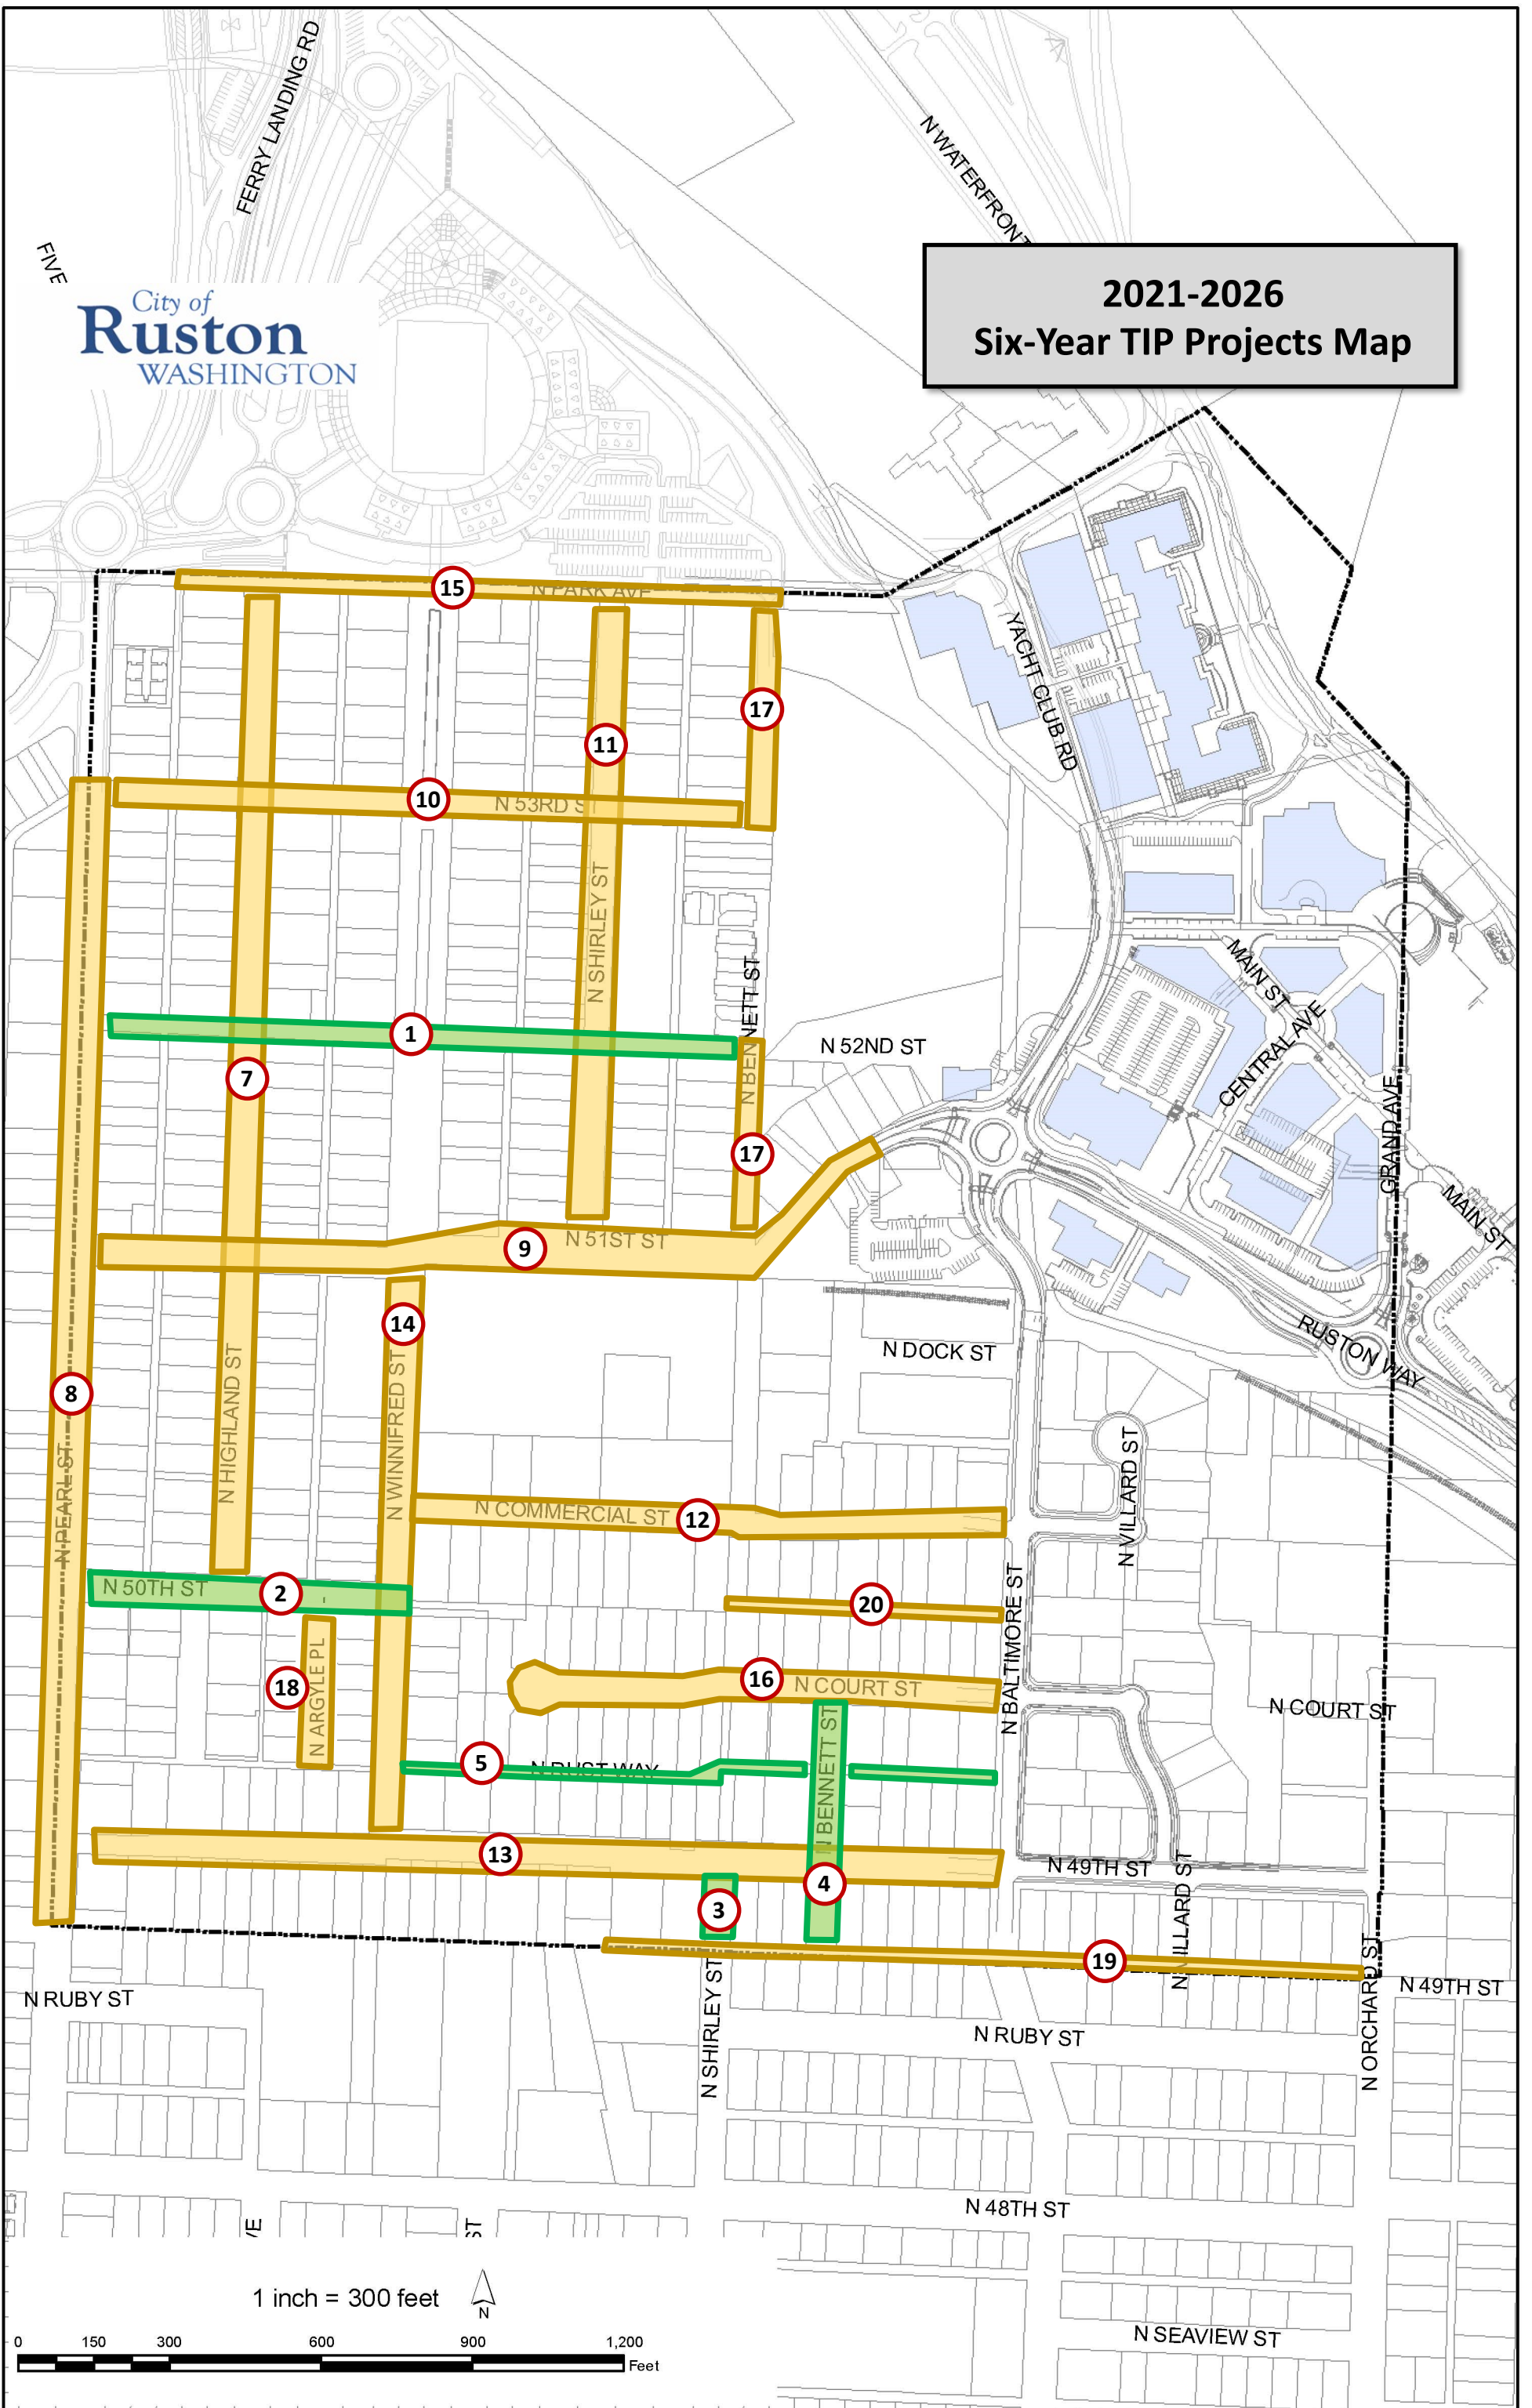 FERRY LANDING RD
N WATERFRONT
FIVE
City of
Ruston
WASHINGTON
2021-2026
Six-Year TIP Projects Map
15
N PARK AVE
YACHT CLUB RD
17
11
10
N 53RD ST
N SHIRLEY ST
MAIN ST
N BENNETT ST
1
N 52ND ST
CENTRAL AVE
7
GRAND AVE
17
MAIN ST
9
N 51ST ST
14
RUSTON WAY
N DOCK ST
8
N HIGHLAND ST
N WINNIFRED ST
N PEARL ST
N VILLARD ST
N COMMERCIAL ST
12
N 50TH ST
2
20
N BALTIMORE ST
18
N ARGYLE PL
16
N COURT ST
N COURT ST
5
N RUST WAY
N BENNETT ST
13
N 49TH ST
4
3
N VILLARD ST
19
N ORCHARD ST
N 49TH ST
N RUBY ST
N SHIRLEY ST
N RUBY ST
N 48TH ST
VE
ST
1 inch = 300 feet
N
N SEAVIEW ST
0 150 300 600 900 1,200
Feet